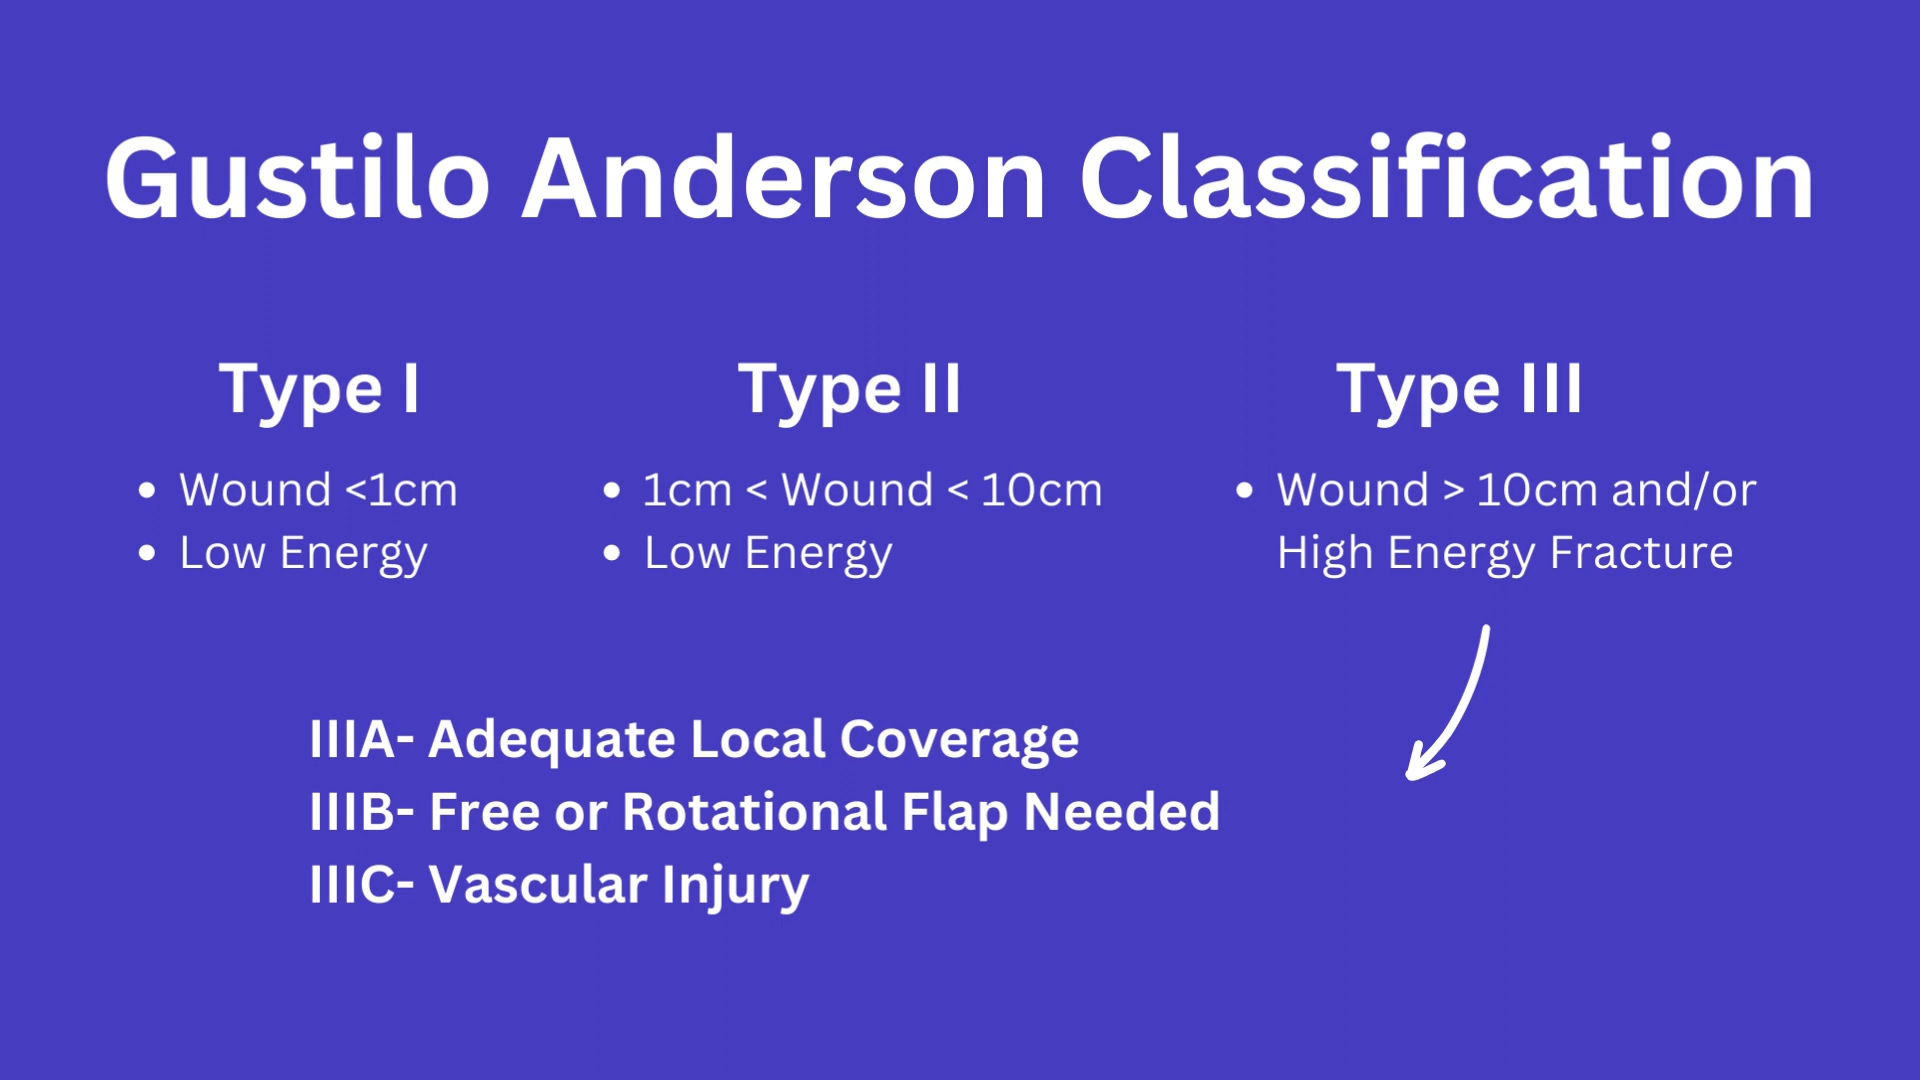 Gustilo Anderson Classification
Type I
• Wound <1cm
• Low Energy
Type II
• 1cm < Wound < 10cm
• Low Energy
Type III
• Wound > 10cm and/or
High Energy Fracture
IIIA- Adequate Local Coverage
IIIB- Free or Rotational Flap Needed
IIIC- Vascular Injury